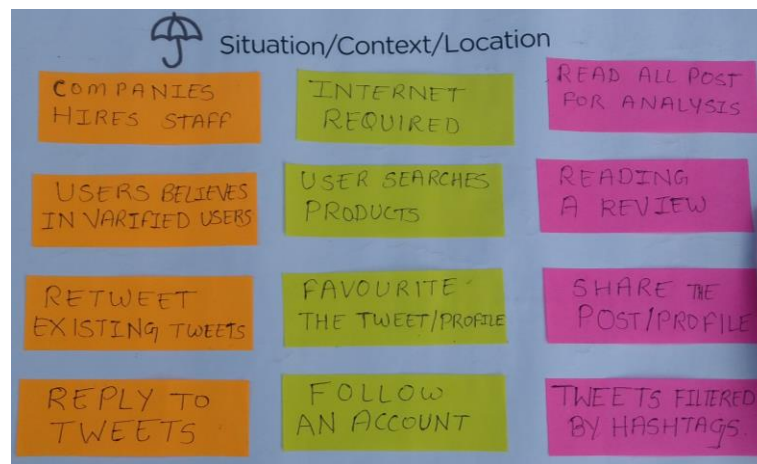 Situation/Context/Location
COMPANIES
HIRES STAFF
INTERNET
REQUIRED
READ ALL POST
FOR ANALYSIS
USERS BELIEVES
IN VARIFIED USERS
USER SEARCHES
PRODUCTS
READING
A REVIEW
RETWEET
EXISTING TWEETS
FAVOURITE
THE TWEET/PROFILE
SHARE THE
POST/PROFILE
REPLY TO
TWEETS
FOLLOW
AN ACCOUNT
TWEETS FILTERED
BY HASHTAGS.